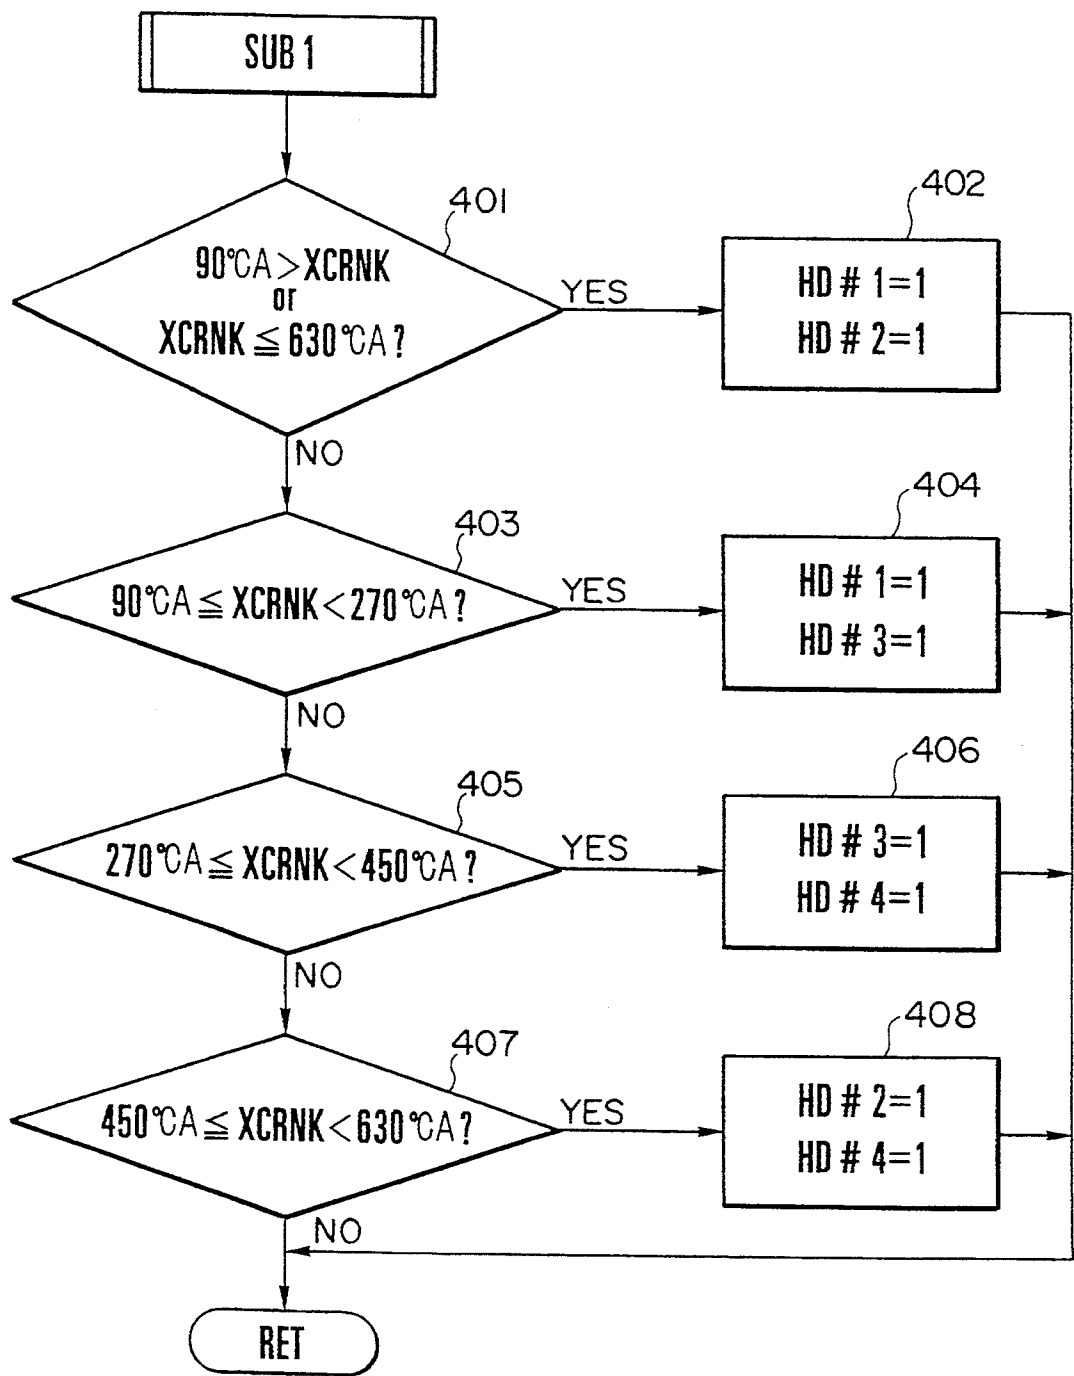 SUB 1
401
90℃A>XCRNK
or
XCRNK≦630℃A?
YES
402
HD # 1=1
HD # 2=1
NO
403
90℃A≦XCRNK<270℃A?
YES
404
HD # 1=1
HD # 3=1
NO
405
270℃A≦XCRNK<450℃A?
YES
406
HD # 3=1
HD # 4=1
NO
407
450℃A≦XCRNK<630℃A?
YES
408
HD # 2=1
HD # 4=1
NO
RET